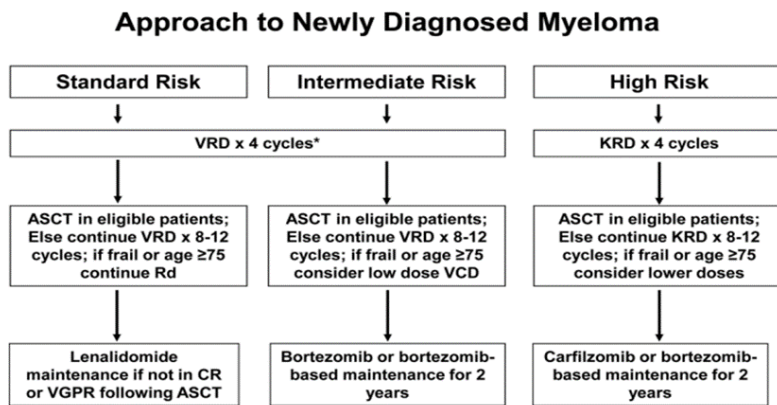 Approach to Newly Diagnosed Myeloma
Standard Risk
Intermediate Risk
High Risk
VRD x 4 cycles*
KRD x 4 cycles
ASCT in eligible patients;
Else continue VRD x 8-12
cycles; if frail or age ≥75
continue Rd
ASCT in eligible patients;
Else continue VRD x 8-12
cycles; if frail or age ≥75
consider low dose VCD
ASCT in eligible patients;
Else continue KRD x 8-12
cycles; if frail or age ≥75
consider lower doses
Lenalidomide
maintenance if not in CR
or VGPR following ASCT
Bortezomib or bortezomib-
based maintenance for 2
years
Carfilzomib or bortezomib-
based maintenance for 2
years